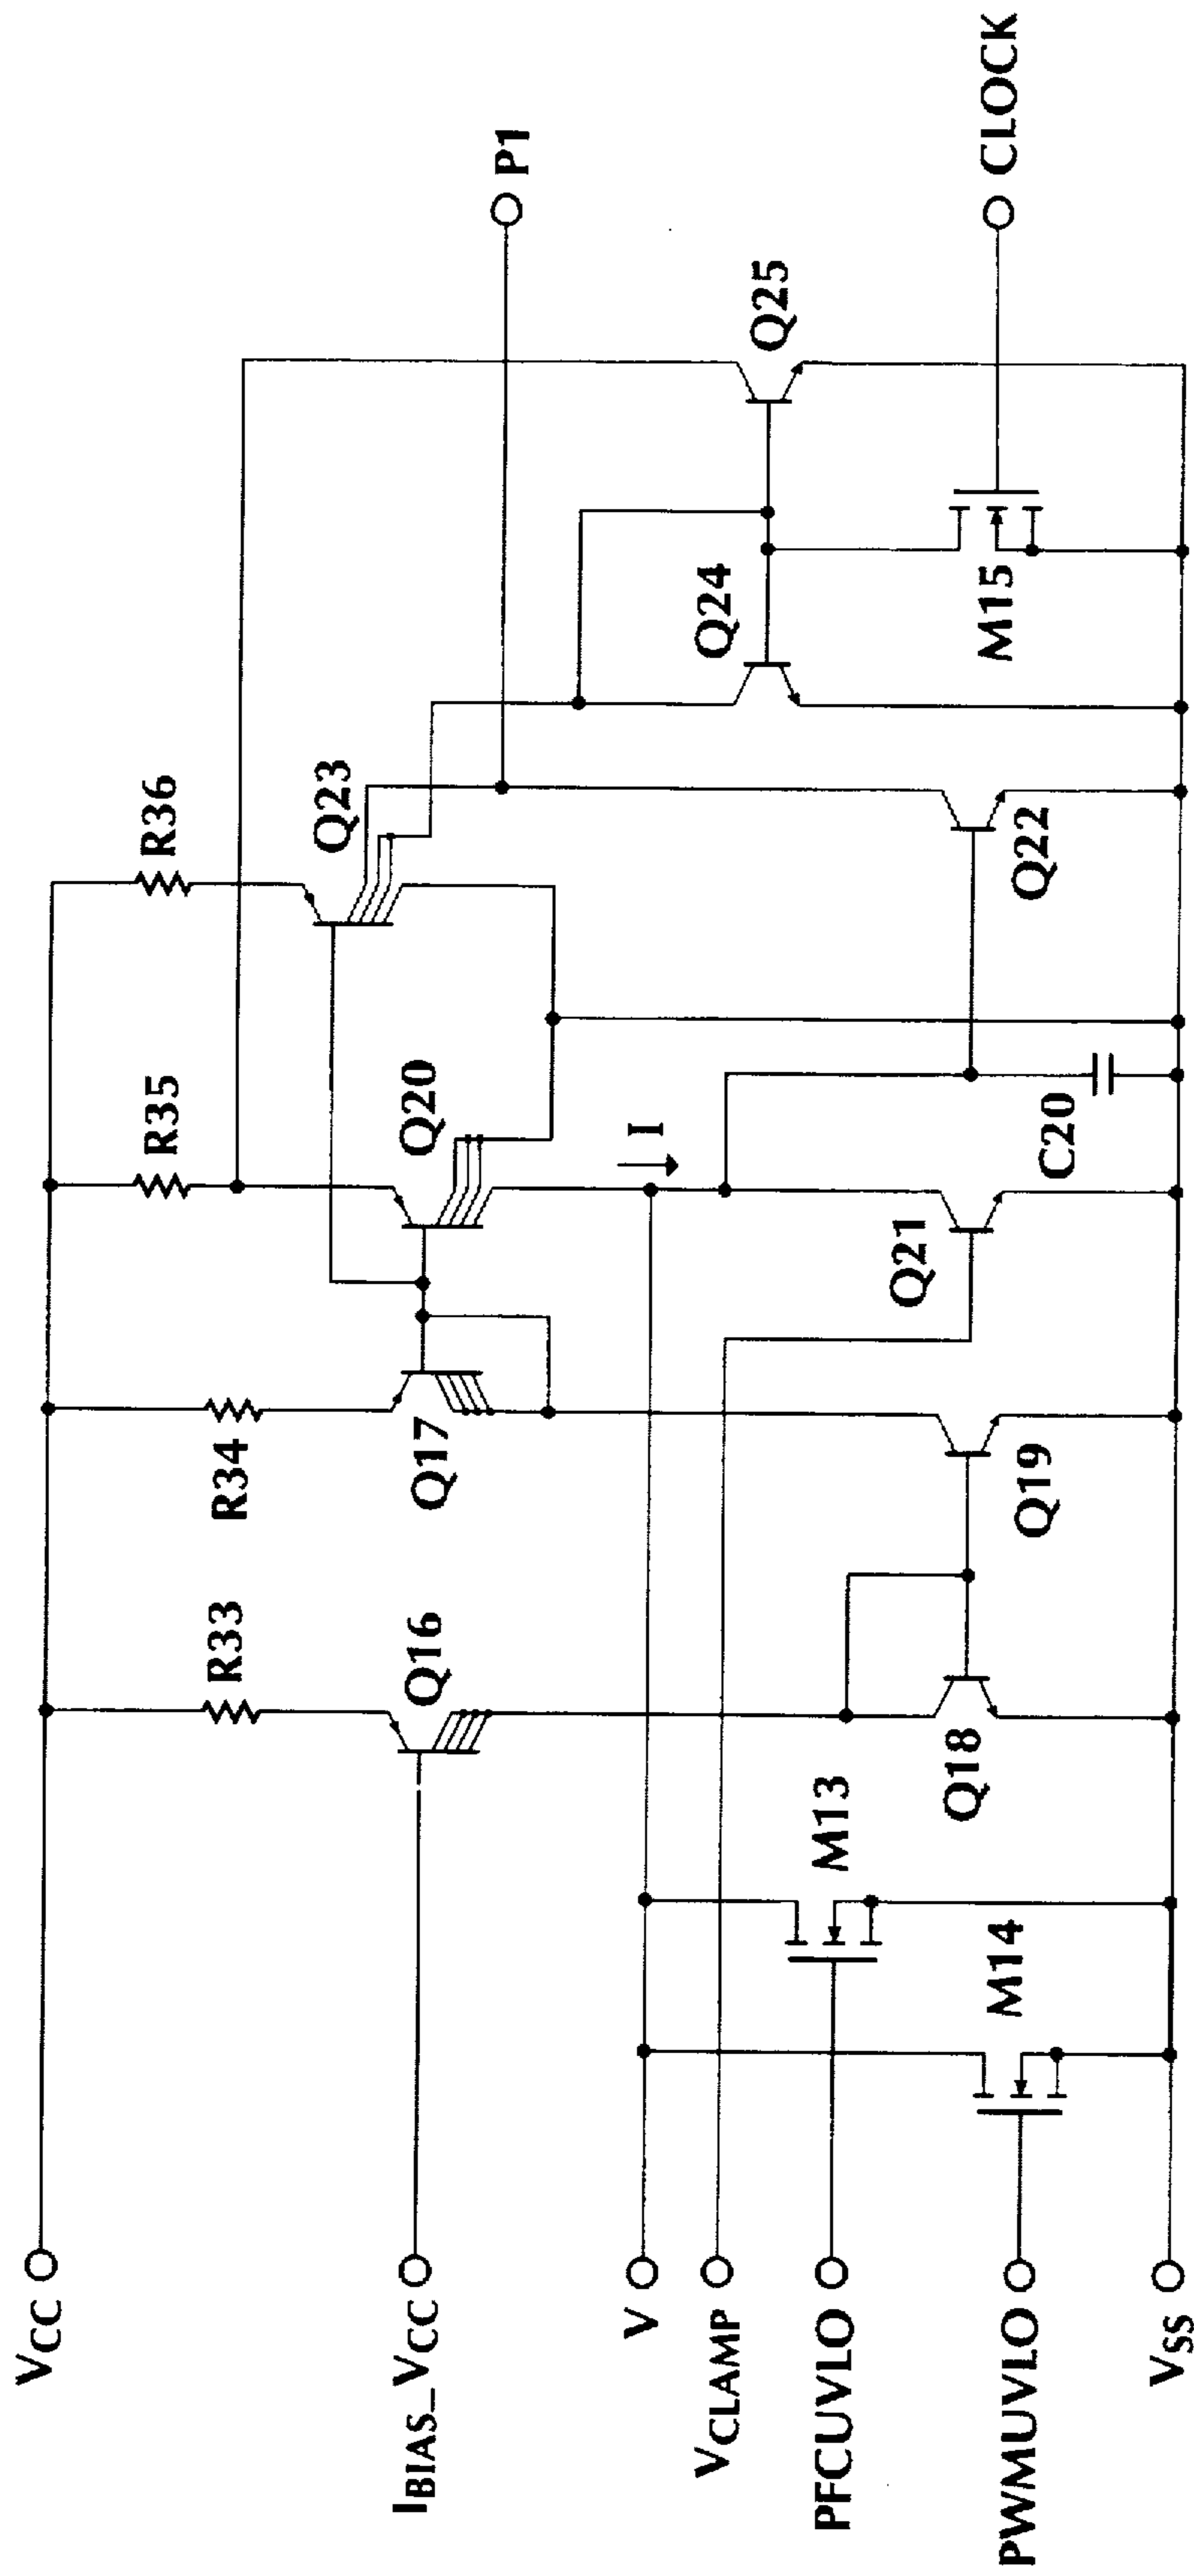 VCC
IBIAS_VCC
V
VCLAMP
PFCUVLO
PWMUVLO
VSS
R33
R34
R35
R36
Q16
Q17
Q20
Q23
I
P1
M13
M14
Q18
Q19
Q21
C20
Q22
Q24
M15
Q25
CLOCK